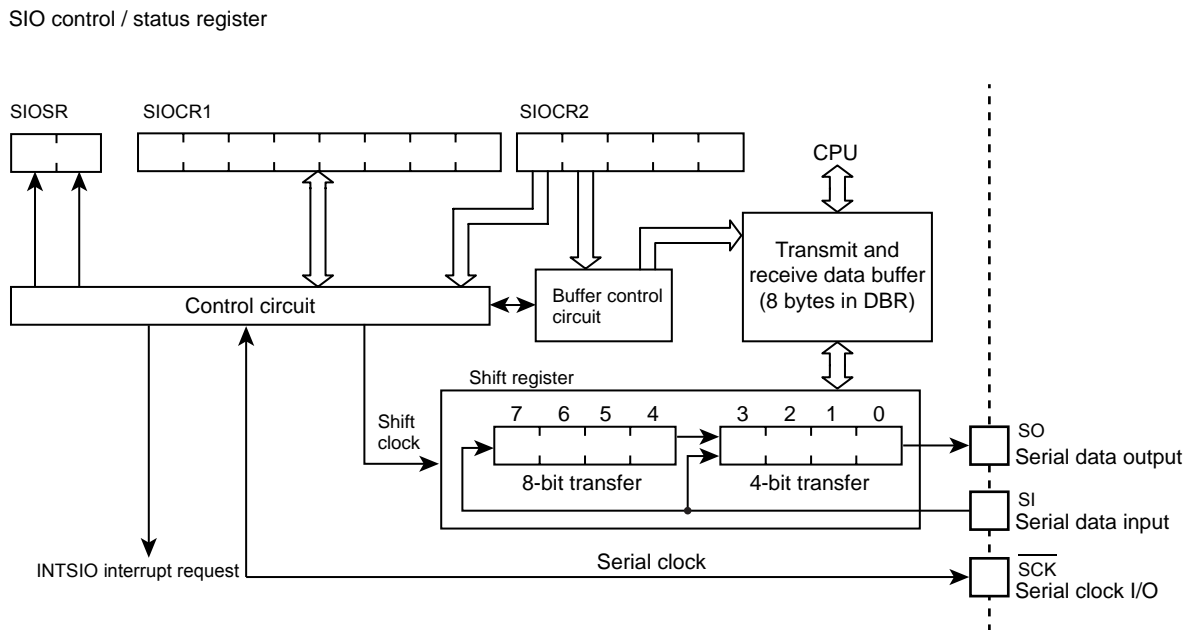 SIO control / status register
SIOSR
SIOCR1
SIOCR2
CPU
Transmit and
receive data buffer
(8 bytes in DBR)
Control circuit
Buffer control
circuit
Shift register
Shift
clock
7 6 5 4
3 2 1 0
8-bit transfer
4-bit transfer
SO
Serial data output
SI
Serial data input
INTSIO interrupt request
Serial clock
SCK
Serial clock I/O